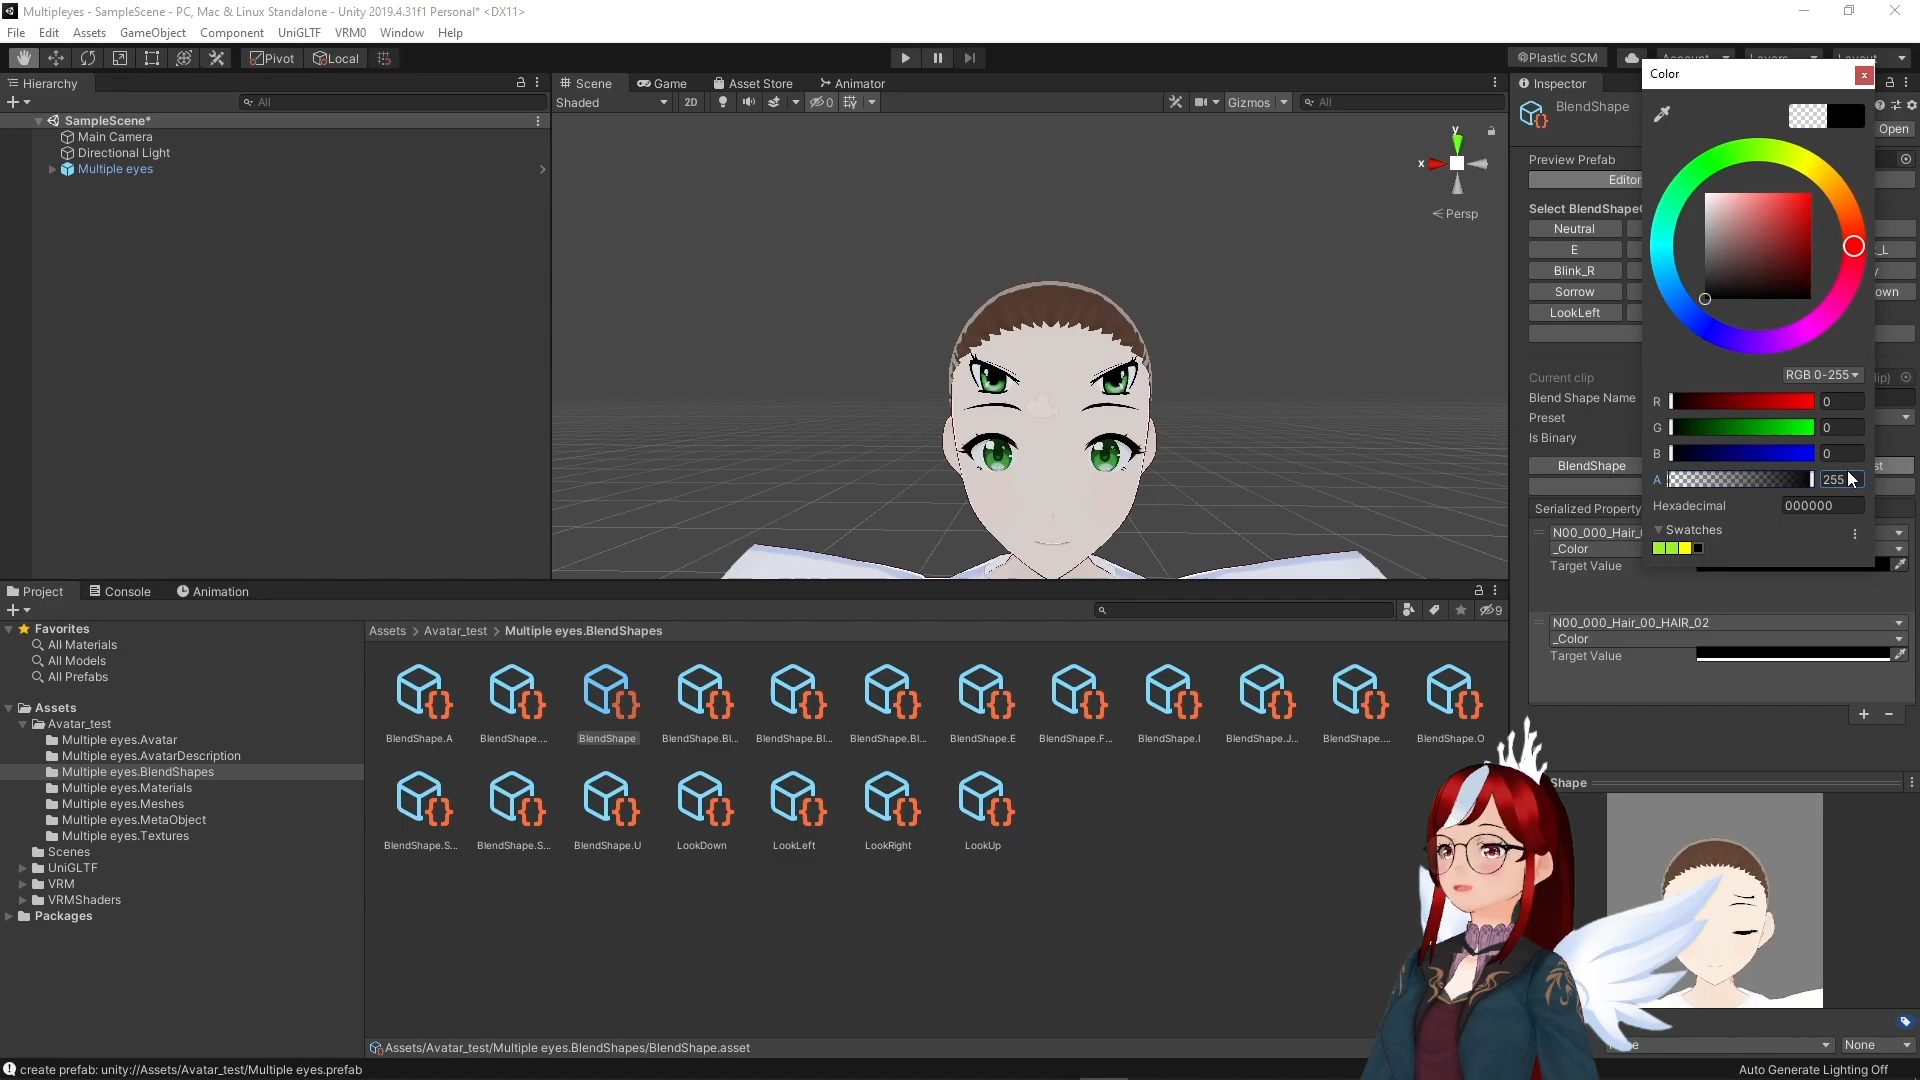 Multipleyes - SampleScene - PC, Mac & Linux Standalone - Unity 2019.4.31f1 Personal* <DX11>
File Edit Assets GameObject Component UniGLTF VRM0 Window Help
Pivot Local Plastic SCM Account Layers Layout
Hierarchy
All
SampleScene*
Main Camera
Directional Light
Multiple eyes
Scene Game Asset Store Animator
Shaded 2D 0 Gizmos All
y
x
Persp
Inspector
BlendShape
Open
Preview Prefab
Editor
Select BlendShape
Neutral
E
Blink_R
Sorrow
LookLeft
Current clip
Blend Shape Name
Preset
Is Binary
BlendShape
Serialized Property
N00_000_Hair_
_Color
Target Value
N00_000_Hair_00_HAIR_02
_Color
Target Value
Color
RGB 0-255
R 0
G 0
B 0
A 255
Hexadecimal 000000
Swatches
Project Console Animation
9
Favorites
All Materials
All Models
All Prefabs
Assets
Avatar_test
Multiple eyes.Avatar
Multiple eyes.AvatarDescription
Multiple eyes.BlendShapes
Multiple eyes.Materials
Multiple eyes.Meshes
Multiple eyes.MetaObject
Multiple eyes.Textures
Scenes
UniGLTF
VRM
VRMShaders
Packages
Assets > Avatar_test > Multiple eyes.BlendShapes
BlendShape.A BlendShape.... BlendShape BlendShape.Bl... BlendShape.Bl... BlendShape.Bl... BlendShape.E BlendShape.F... BlendShape.I BlendShape.J... BlendShape.... BlendShape.O
BlendShape.S... BlendShape.S... BlendShape.U LookDown LookLeft LookRight LookUp
Shape
Assets/Avatar_test/Multiple eyes.BlendShapes/BlendShape.asset
None
create prefab: unity://Assets/Avatar_test/Multiple eyes.prefab
Auto Generate Lighting Off